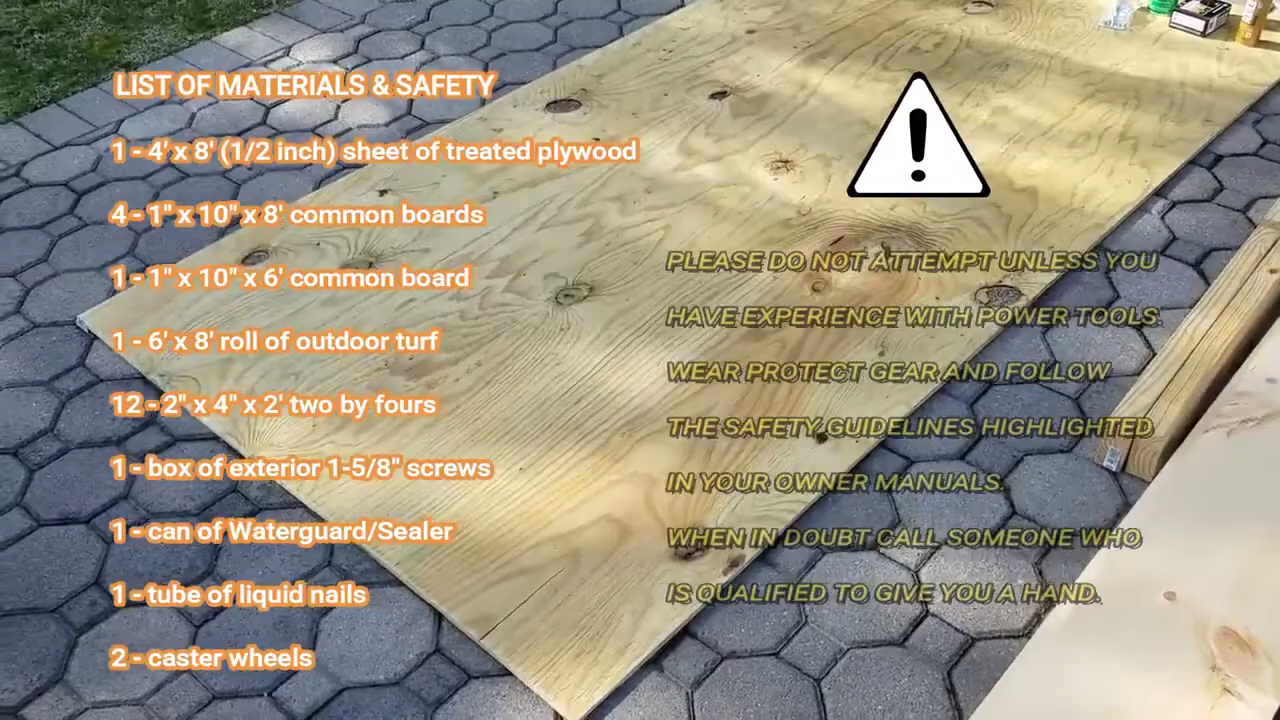 LIST OF MATERIALS & SAFETY
1 - 4' x 8' (1/2 inch) sheet of treated plywood
4 - 1" x 10" x 8' common boards
1 - 1" x 10" x 6' common board
1 - 6' x 8' roll of outdoor turf
12 - 2" x 4" x 2' two by fours
1 - box of exterior 1-5/8" screws
1 - can of Waterguard/Sealer
1 - tube of liquid nails
2 - caster wheels
PLEASE DO NOT ATTEMPT UNLESS YOU
HAVE EXPERIENCE WITH POWER TOOLS.
WEAR PROTECT GEAR AND FOLLOW
THE SAFETY GUIDELINES HIGHLIGHTED
IN YOUR OWNER MANUALS.
WHEN IN DOUBT CALL SOMEONE WHO
IS QUALIFIED TO GIVE YOU A HAND.